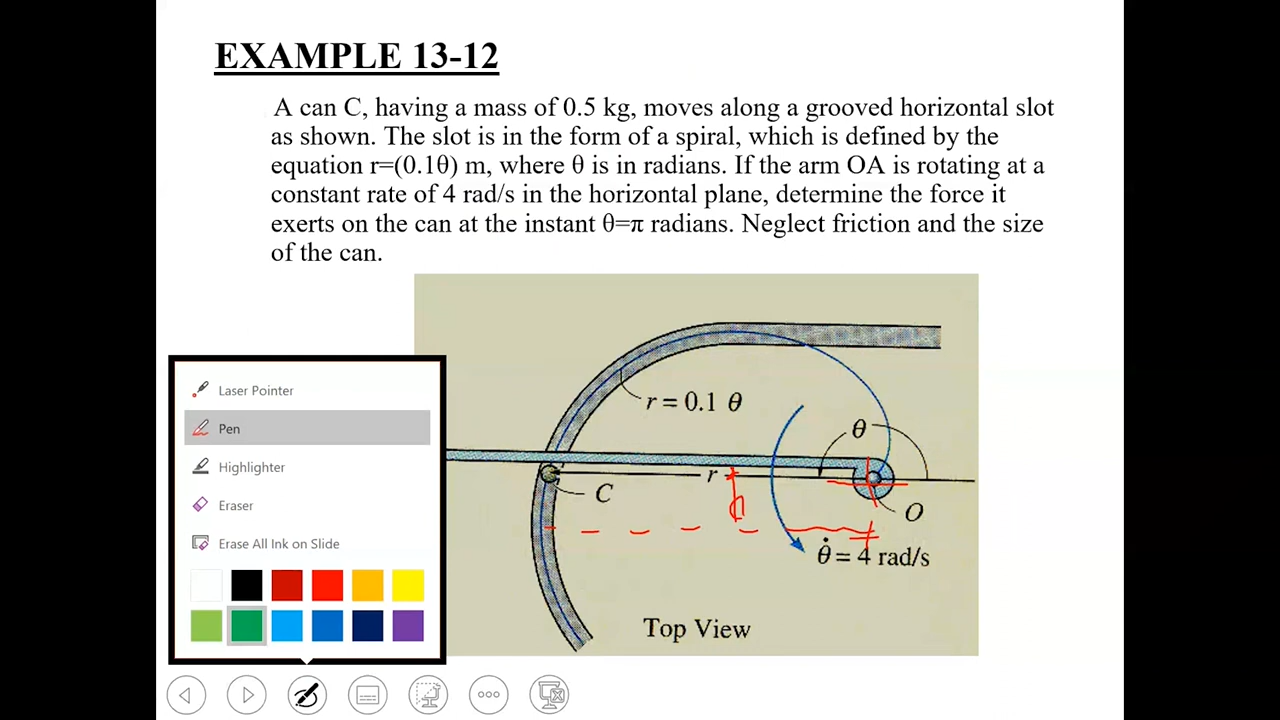 EXAMPLE 13-12
A can C, having a mass of 0.5 kg, moves along a grooved horizontal slot
as shown. The slot is in the form of a spiral, which is defined by the
equation r=(0.1θ) m, where θ is in radians. If the arm OA is rotating at a
constant rate of 4 rad/s in the horizontal plane, determine the force it
exerts on the can at the instant θ=π radians. Neglect friction and the size
of the can.
r = 0.1 θ
θ
r
C
O
θ̇ = 4 rad/s
Top View
Laser Pointer
Pen
Highlighter
Eraser
Erase All Ink on Slide